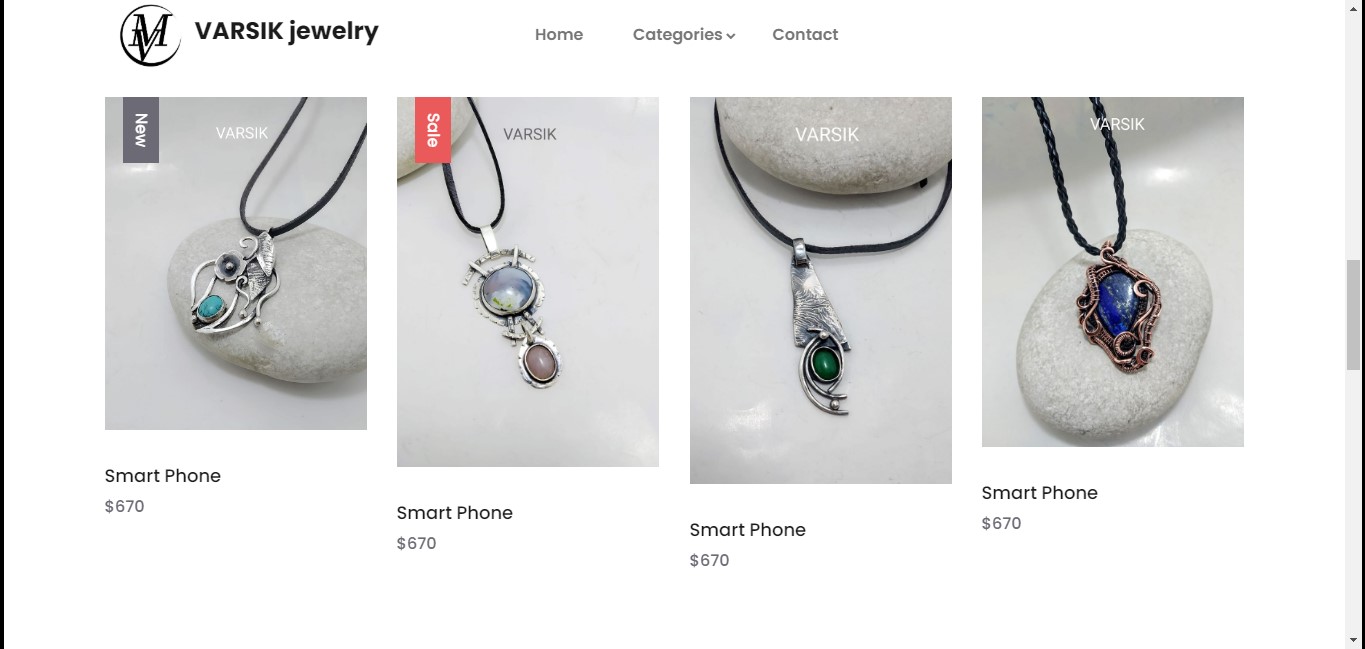 MV
VARSIK jewelry
Home
Categories
Contact
New
VARSIK
Sale
VARSIK
VARSIK
VARSIK
Smart Phone
$670
Smart Phone
$670
Smart Phone
$670
Smart Phone
$670